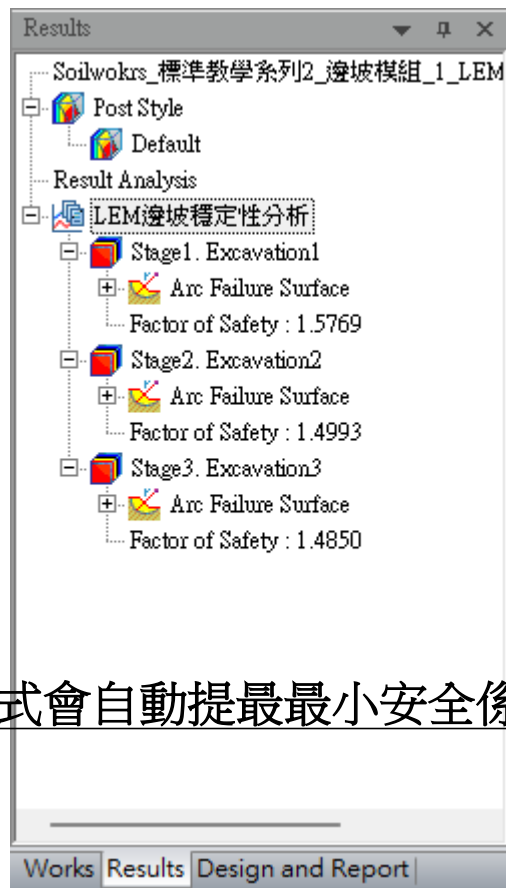 Results
Soilwokrs_標準教學系列2_邊坡模組_1_LEM
Post Style
Default
Result Analysis
LEM邊坡穩定性分析
Stage1. Excavation1
Arc Failure Surface
Factor of Safety : 1.5769
Stage2. Excavation2
Arc Failure Surface
Factor of Safety : 1.4993
Stage3. Excavation3
Arc Failure Surface
Factor of Safety : 1.4850
式會自動提最最小安全係
Works Results Design and Report